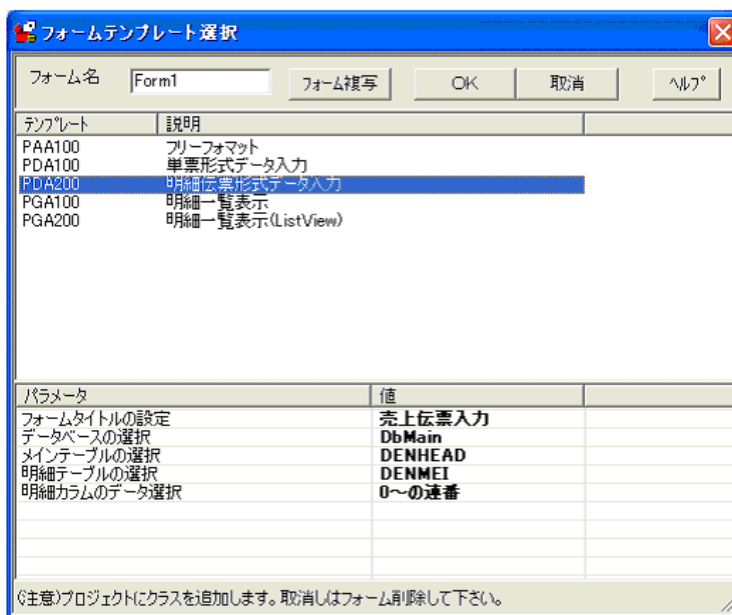 フォームテンプレート選択
フォーム名 Form1 フォーム複写 OK 取消 ヘルプ
テンプレート 説明
PAA100 フリーフォマット
PDA100 単票形式データ入力
PDA200 明細伝票形式データ入力
PGA100 明細一覧表示
PGA200 明細一覧表示(ListView)
パラメータ 値
フォームタイトルの設定 売上伝票入力
データベースの選択 DbMain
メインテーブルの選択 DENHEAD
明細テーブルの選択 DENMEI
明細カラムのデータ選択 0〜の連番
(注意)プロジェクトにクラスを追加します。取消しはフォーム削除して下さい。